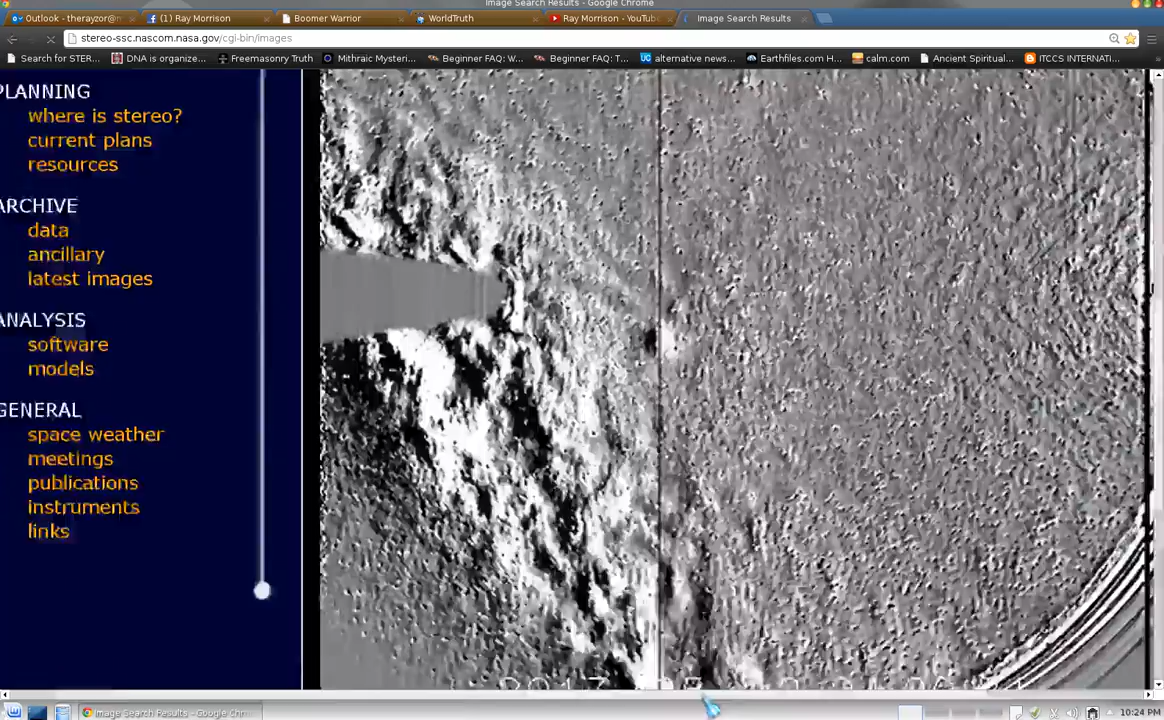 Image Search Results - Google Chrome
Outlook - therayzor@
(1) Ray Morrison
Boomer Warrior
WorldTruth
Ray Morrison - YouTube
Image Search Results
stereo-ssc.nascom.nasa.gov/cgi-bin/images
Search for STER...
DNA is organize...
Freemasonry Truth
Mithraic Mysteri...
Beginner FAQ: W...
Beginner FAQ: T...
alternative news...
Earthfiles.com H...
calm.com
Ancient Spiritual...
ITCCS INTERNATI...
PLANNING
where is stereo?
current plans
resources
ARCHIVE
data
ancillary
latest images
ANALYSIS
software
models
GENERAL
space weather
meetings
publications
instruments
links
Image Search Results - Google Chr
10:24 PM